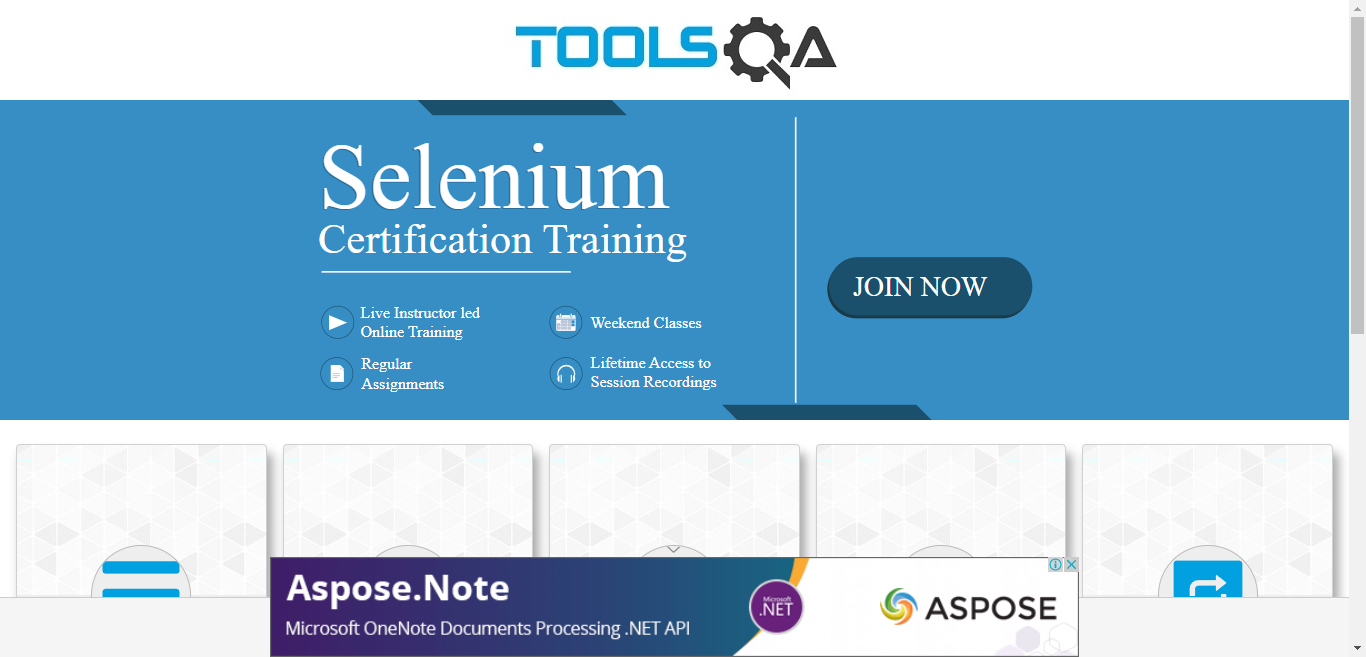 TOOLSQA
Selenium
Certification Training
JOIN NOW
Live Instructor led
Online Training
Weekend Classes
Regular
Assignments
Lifetime Access to
Session Recordings
Aspose.Note
Microsoft OneNote Documents Processing .NET API
Microsoft
.NET
ASPOSE